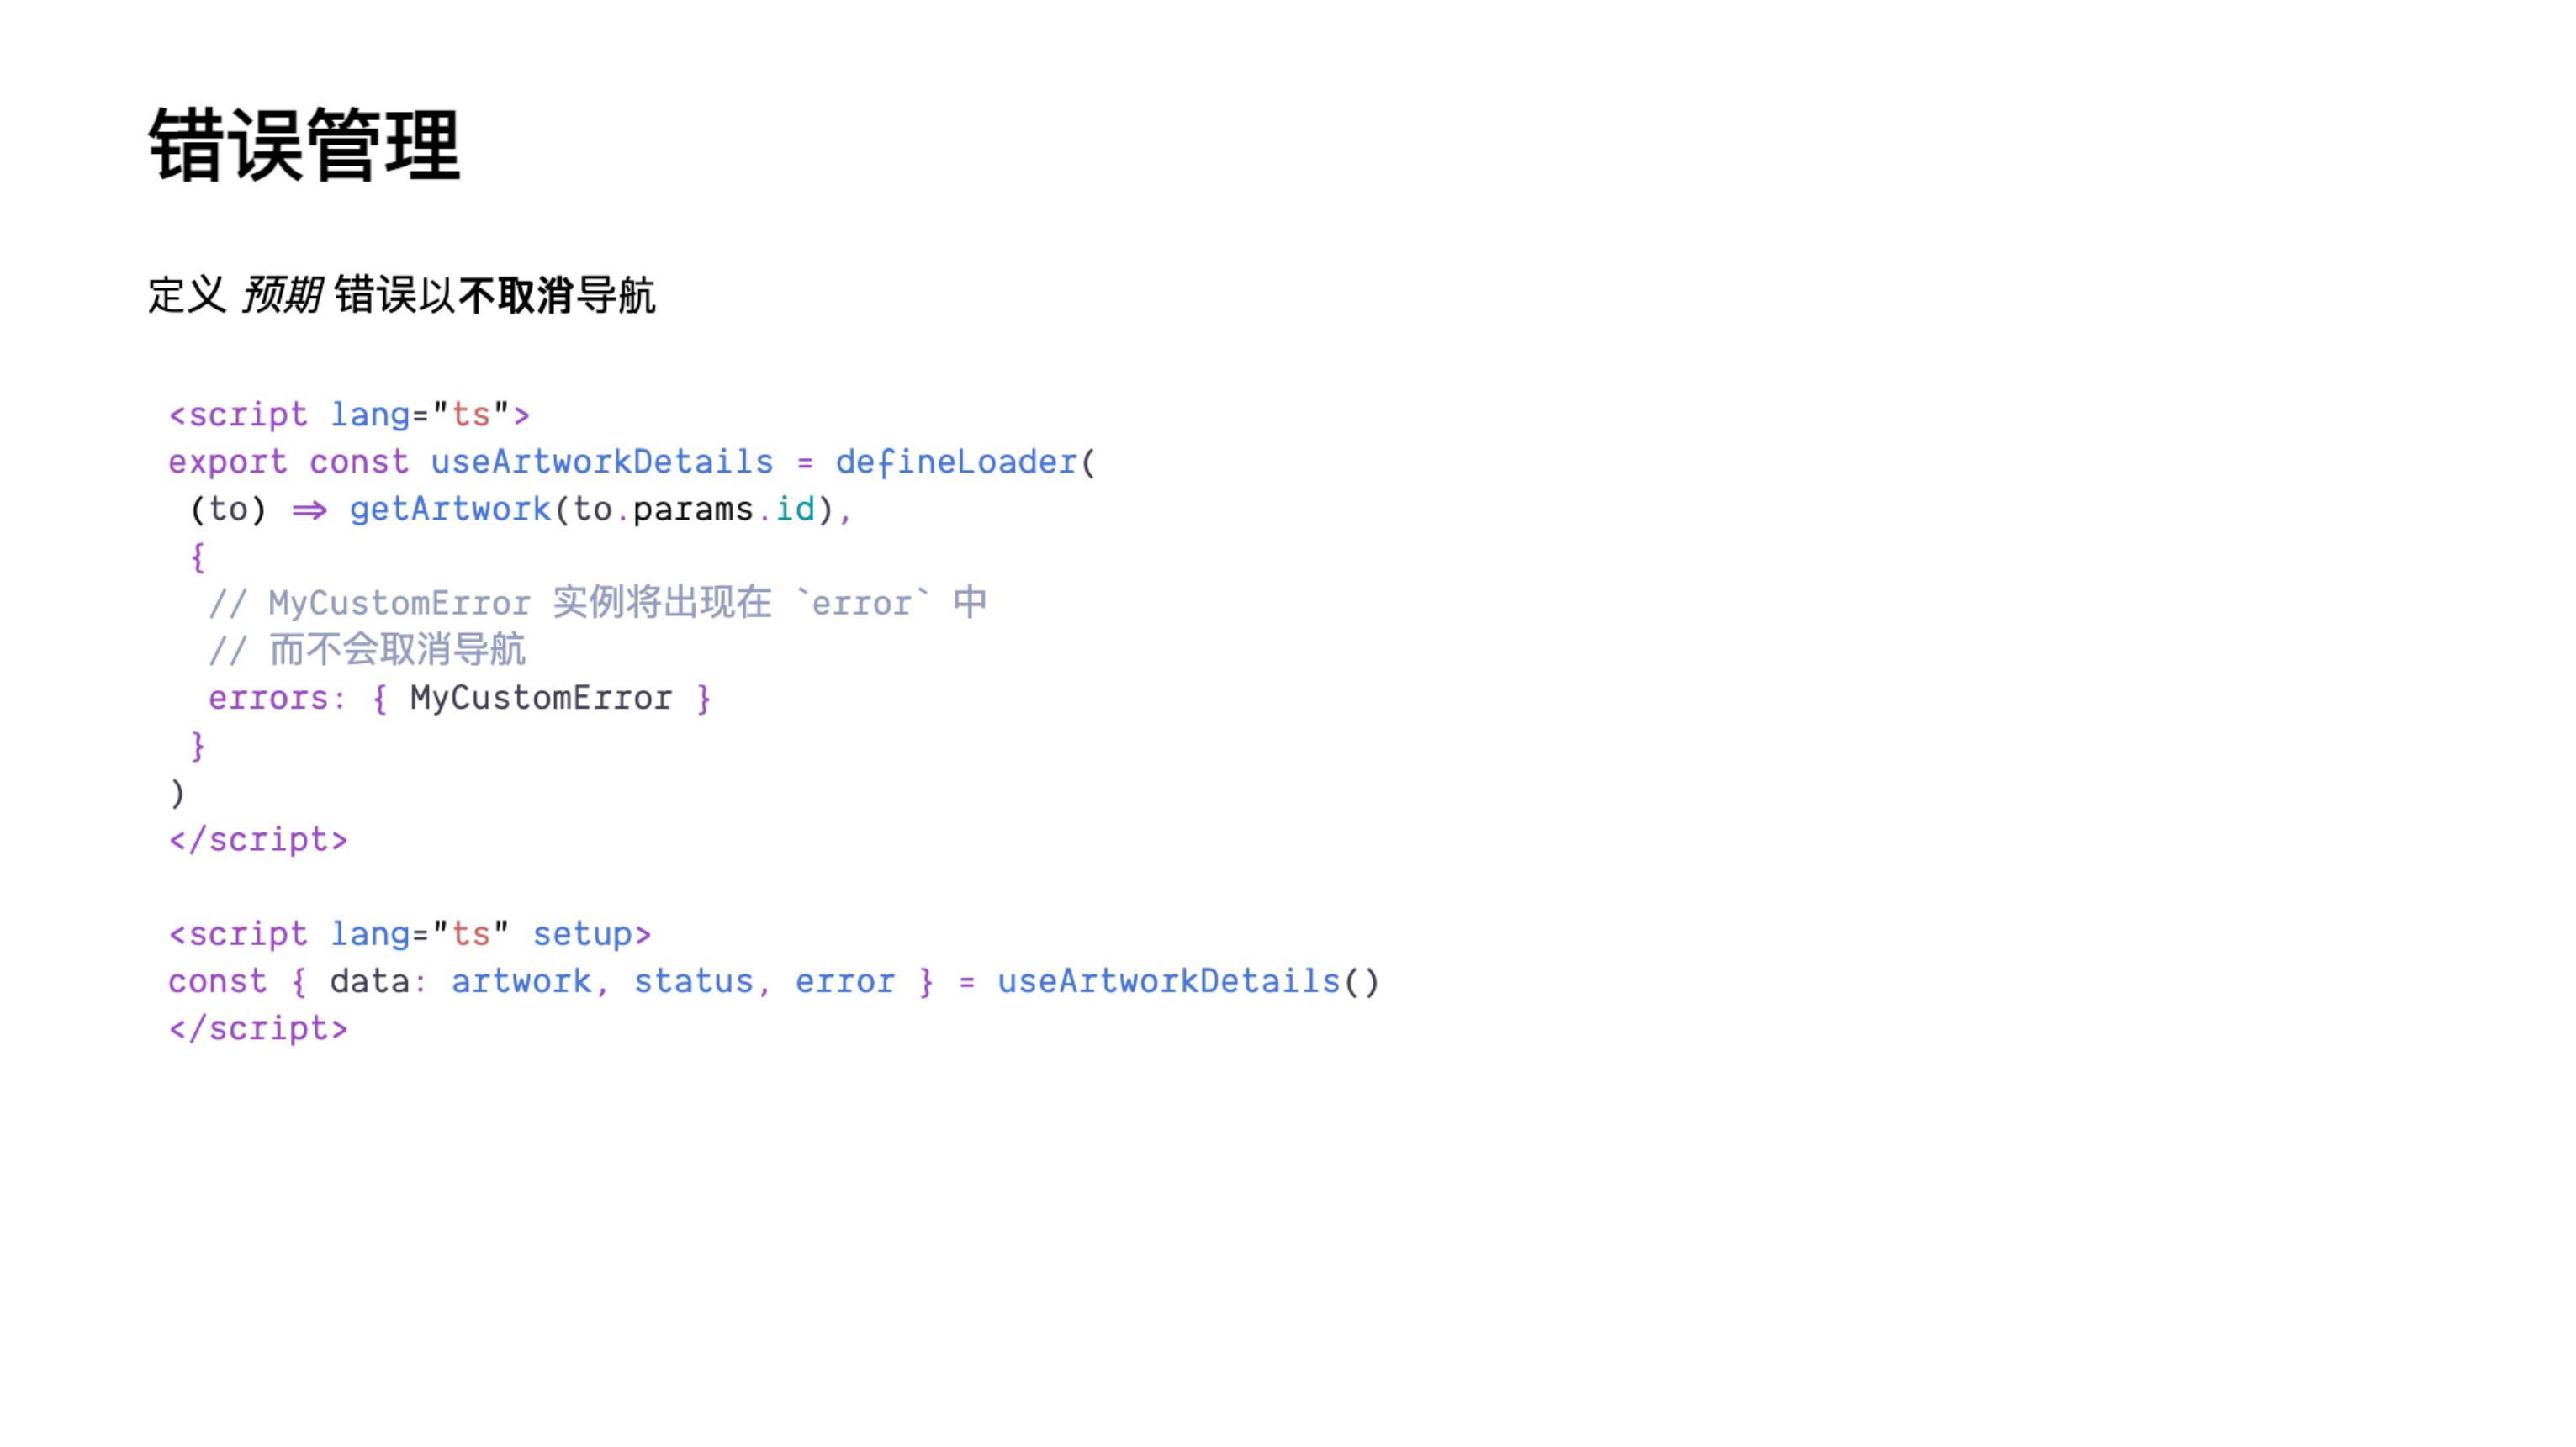 错误管理
定义 预期 错误以不取消导航
<script lang="ts">
export const useArtworkDetails = defineLoader(
 (to) => getArtwork(to.params.id),
 {
  // MyCustomError 实例将出现在 `error` 中
  // 而不会取消导航
  errors: { MyCustomError }
 }
)
</script>
<script lang="ts" setup>
const { data: artwork, status, error } = useArtworkDetails()
</script>